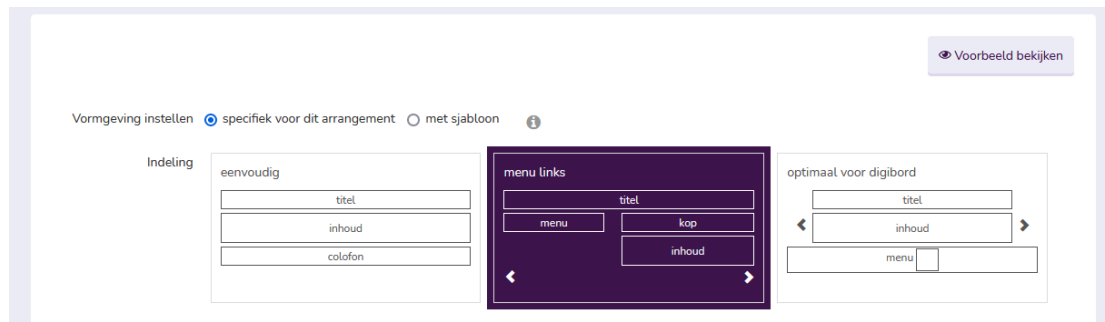 Voorbeeld bekijken
Vormgeving instellen specifiek voor dit arrangement met sjabloon
Indeling
eenvoudig
titel
inhoud
colofon
menu links
titel
menu kop
inhoud
optimaal voor digibord
titel
inhoud
menu